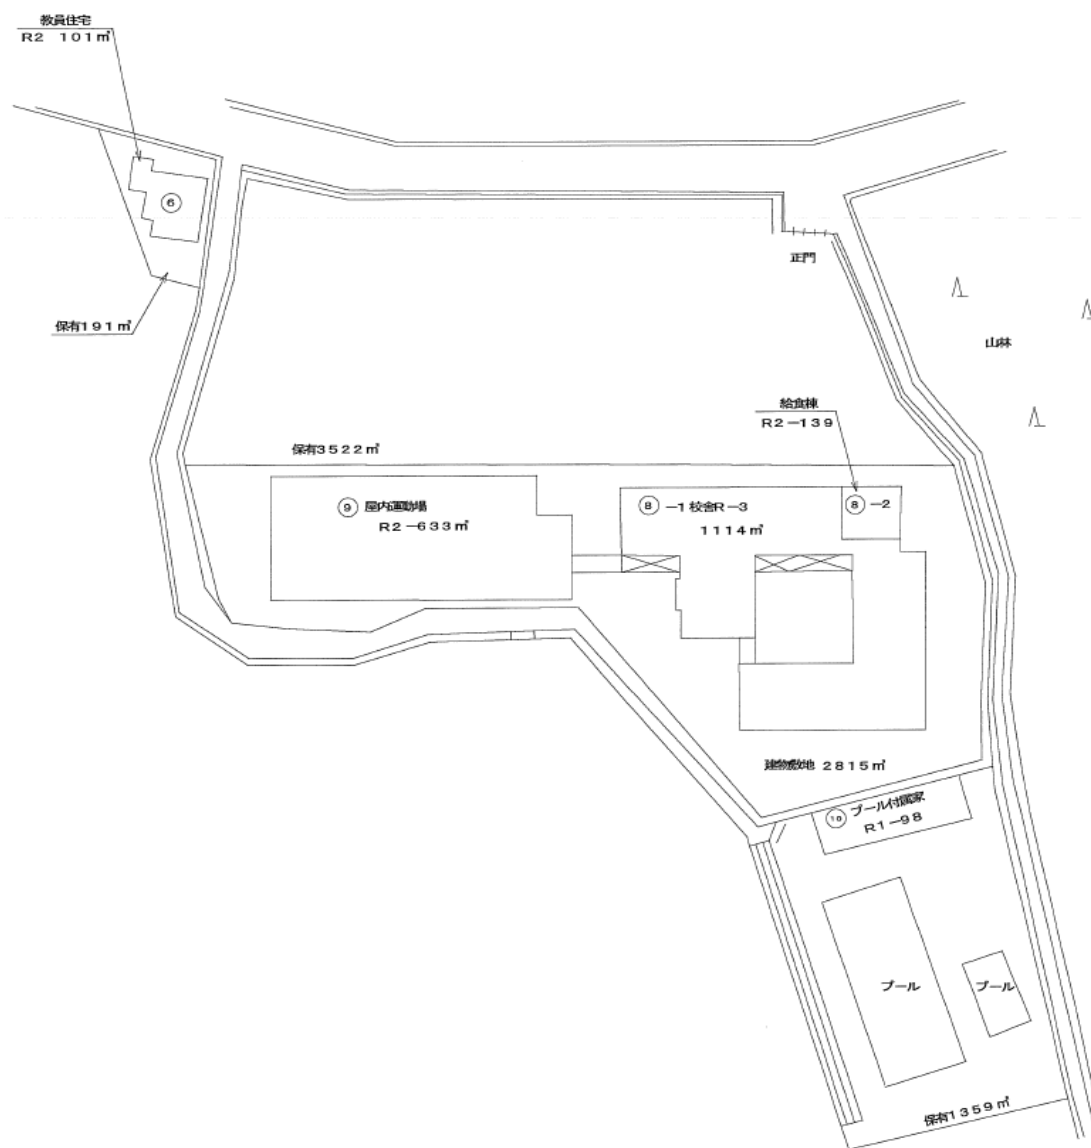 教員住宅
R2 101㎡
⑥
保有191㎡
正門
山林
給食棟
R2-139
保有3522㎡
⑨ 屋内運動場
R2-633㎡
⑧ -1 校舎R-3
1114㎡
⑧ -2
建物敷地 2815㎡
⑩ プール付属家
R1-98
プール
プール
保有1359㎡